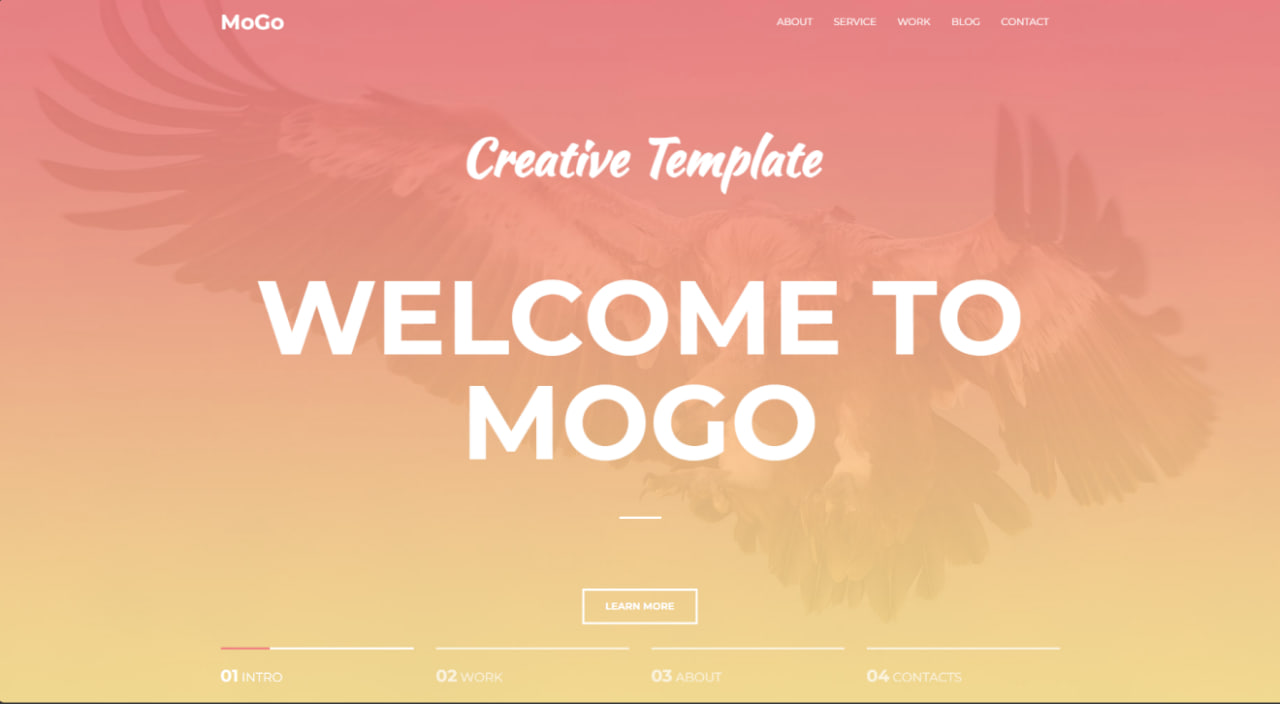 MoGo
ABOUT SERVICE WORK BLOG CONTACT
Creative Template
WELCOME TO
MOGO
LEARN MORE
01 INTRO 02 WORK 03 ABOUT 04 CONTACTS